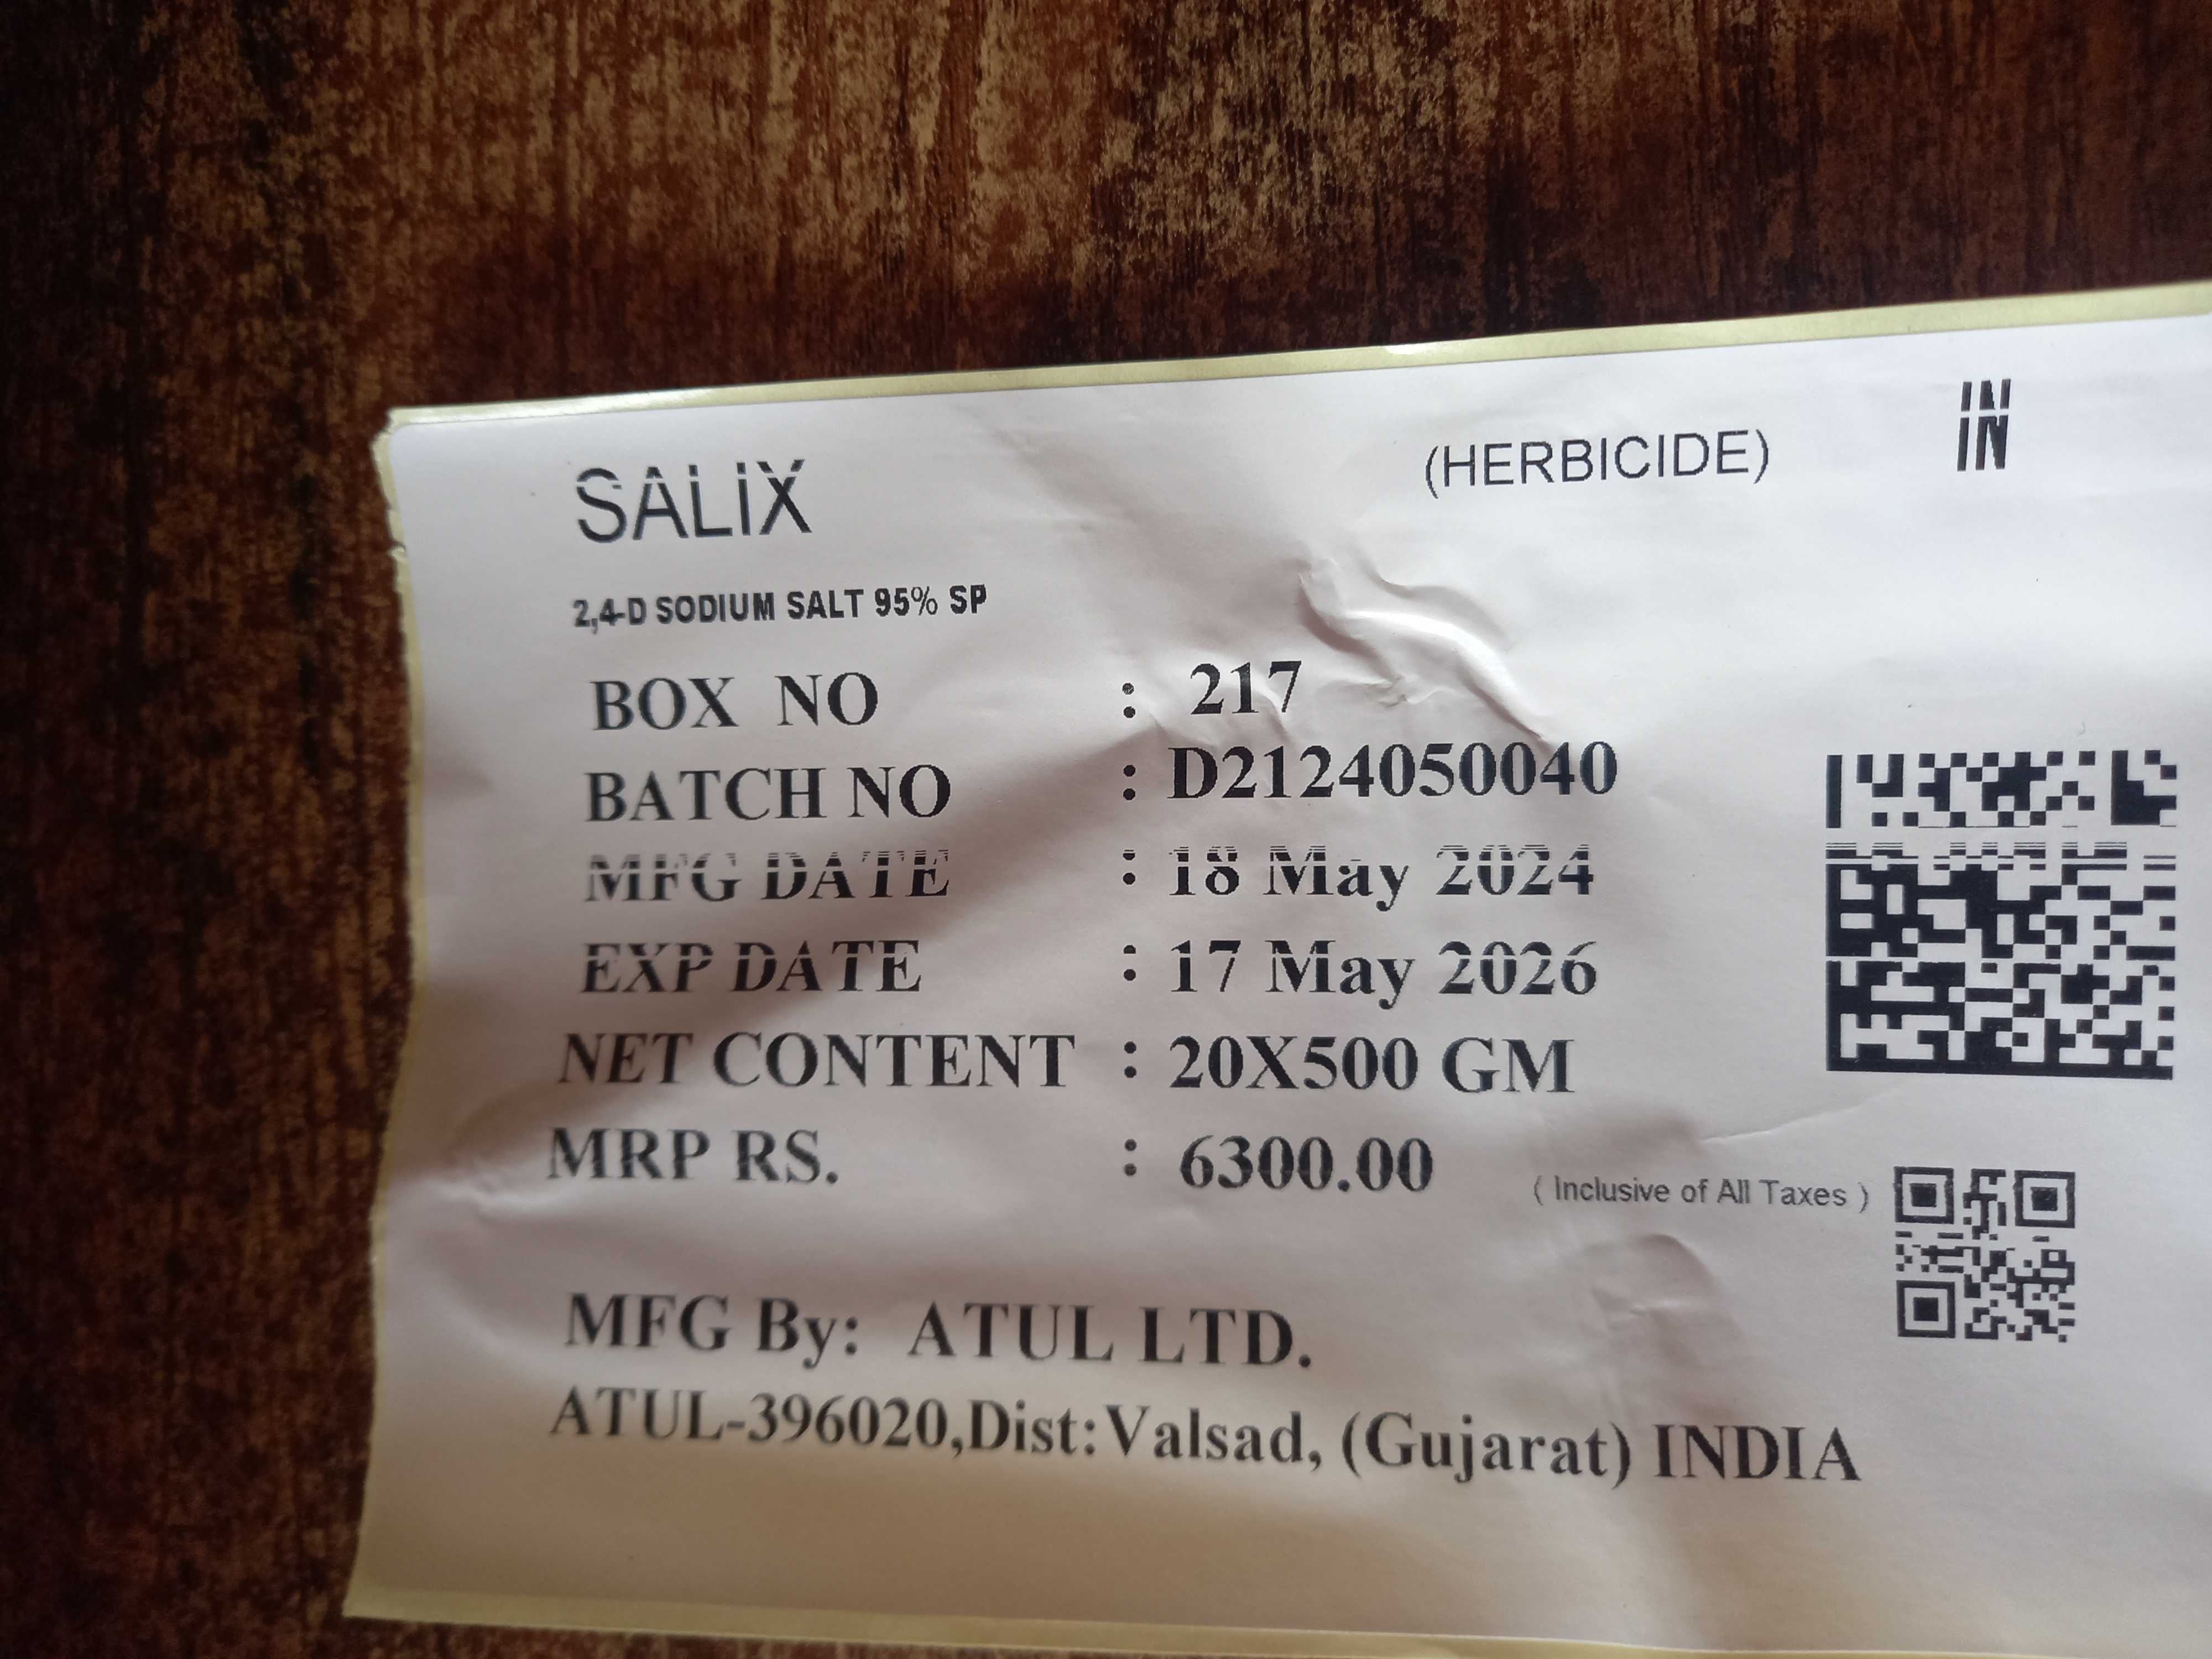 SALIX
(HERBICIDE)
IN
2,4-D SODIUM SALT 95% SP
BOX NO : 217
BATCH NO : D2124050040
MFG DATE : 18 May 2024
EXP DATE : 17 May 2026
NET CONTENT : 20X500 GM
MRP RS. : 6300.00 ( Inclusive of All Taxes )
MFG By: ATUL LTD.
ATUL-396020,Dist:Valsad, (Gujarat) INDIA